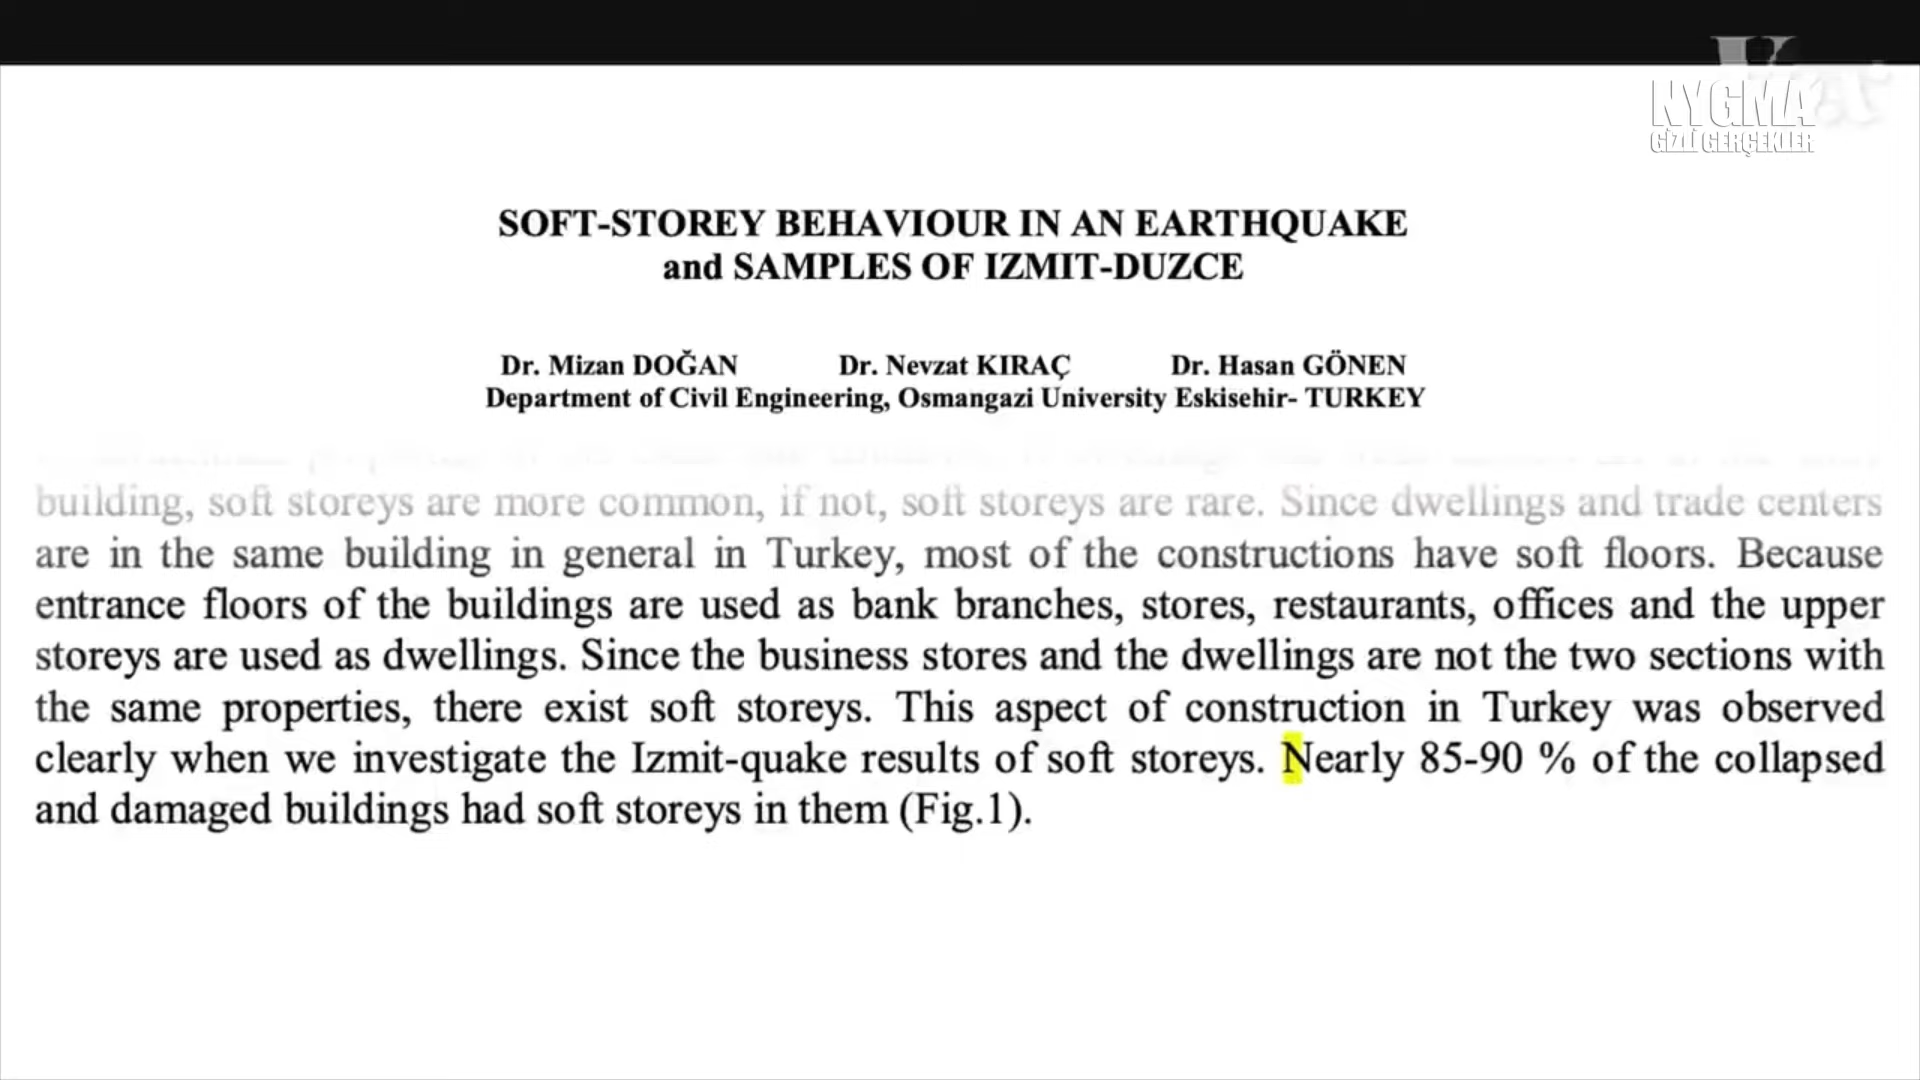 NYGMA
GİZLİ GERÇEKLER
SOFT-STOREY BEHAVIOUR IN AN EARTHQUAKE
and SAMPLES OF IZMIT-DUZCE
Dr. Mizan DOĞAN Dr. Nevzat KIRAÇ Dr. Hasan GÖNEN
Department of Civil Engineering, Osmangazi University Eskisehir- TURKEY
building, soft storeys are more common, if not, soft storeys are rare. Since dwellings and trade centers
are in the same building in general in Turkey, most of the constructions have soft floors. Because
entrance floors of the buildings are used as bank branches, stores, restaurants, offices and the upper
storeys are used as dwellings. Since the business stores and the dwellings are not the two sections with
the same properties, there exist soft storeys. This aspect of construction in Turkey was observed
clearly when we investigate the Izmit-quake results of soft storeys. Nearly 85-90 % of the collapsed
and damaged buildings had soft storeys in them (Fig.1).